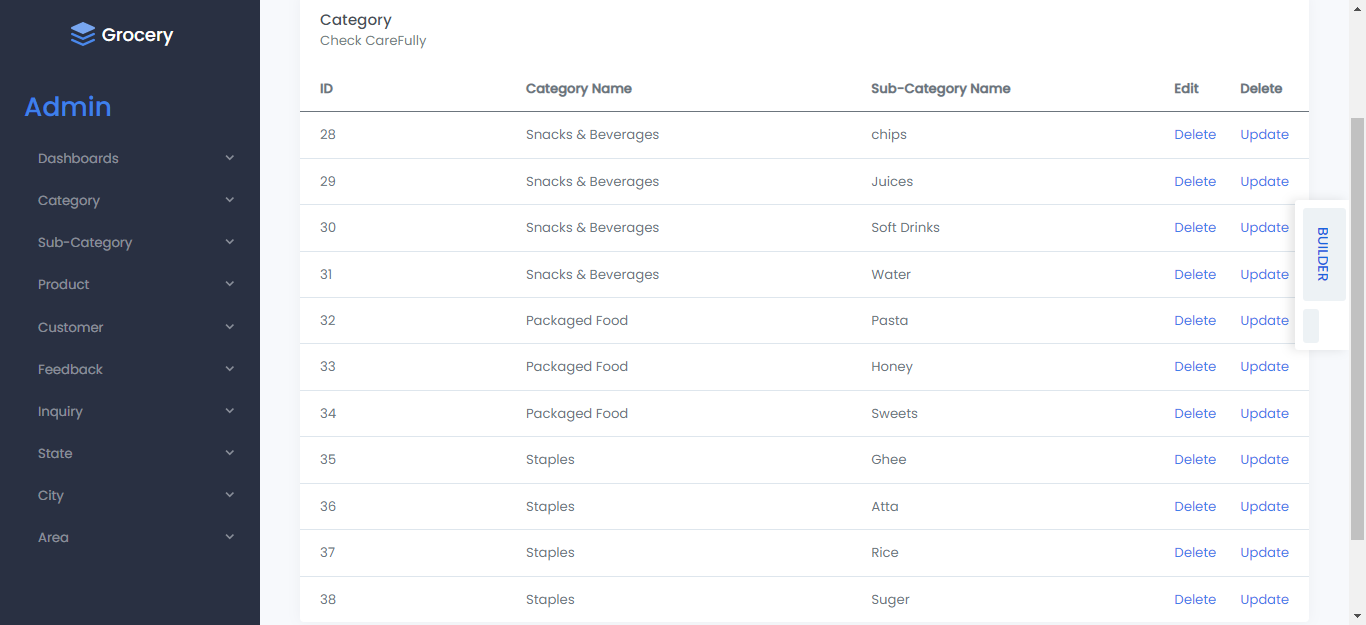 Grocery
Admin
Dashboards
Category
Sub-Category
Product
Customer
Feedback
Inquiry
State
City
Area
Category
Check CareFully
ID Category Name Sub-Category Name Edit Delete
28 Snacks & Beverages chips Delete Update
29 Snacks & Beverages Juices Delete Update
30 Snacks & Beverages Soft Drinks Delete Update
31 Snacks & Beverages Water Delete Update
32 Packaged Food Pasta Delete Update
33 Packaged Food Honey Delete Update
34 Packaged Food Sweets Delete Update
35 Staples Ghee Delete Update
36 Staples Atta Delete Update
37 Staples Rice Delete Update
38 Staples Suger Delete Update
BUILDER